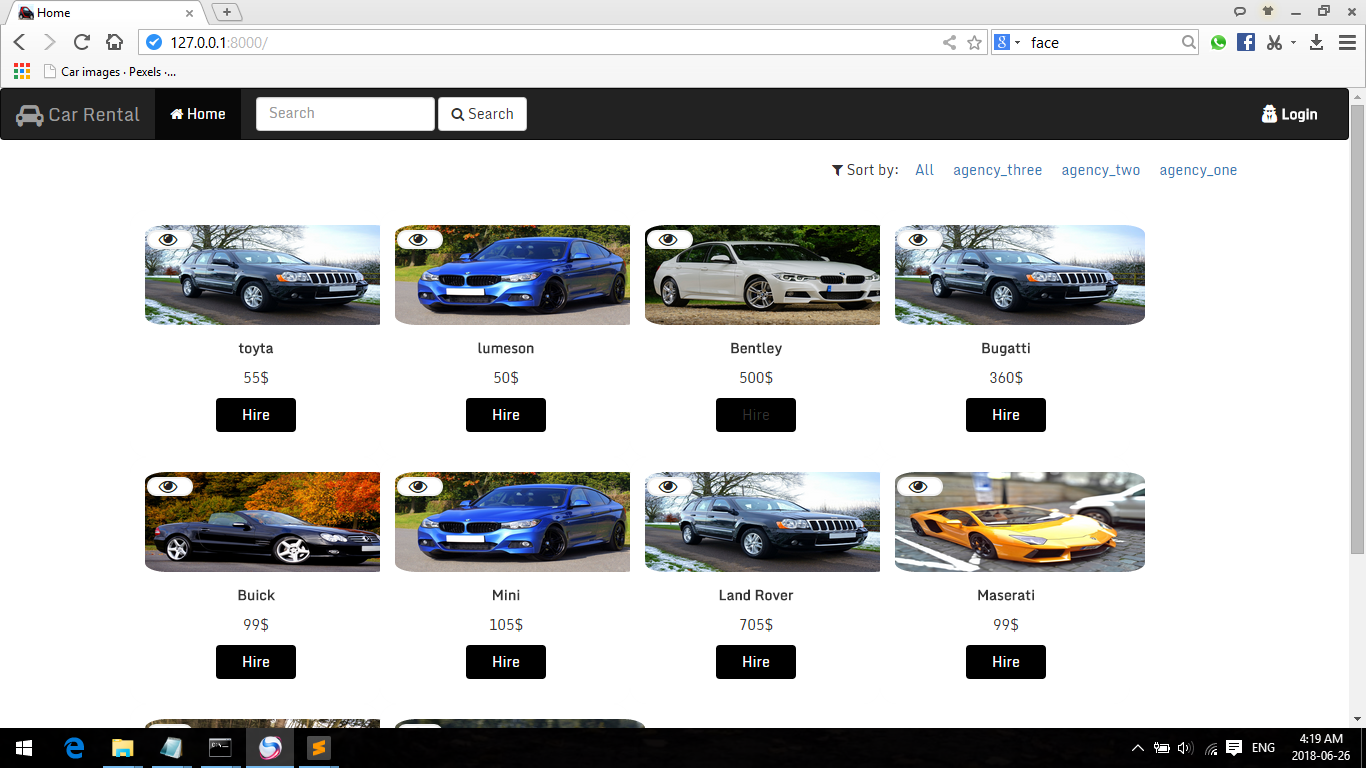 Home
127.0.0.1:8000/
face
Car images · Pexels ·...
Car Rental Home Search Search LogIn
Sort by: All agency_three agency_two agency_one
toyta lumeson Bentley Bugatti
55$ 50$ 500$ 360$
Hire Hire Hire Hire
Buick Mini Land Rover Maserati
99$ 105$ 705$ 99$
Hire Hire Hire Hire
ENG
4:19 AM
2018-06-26